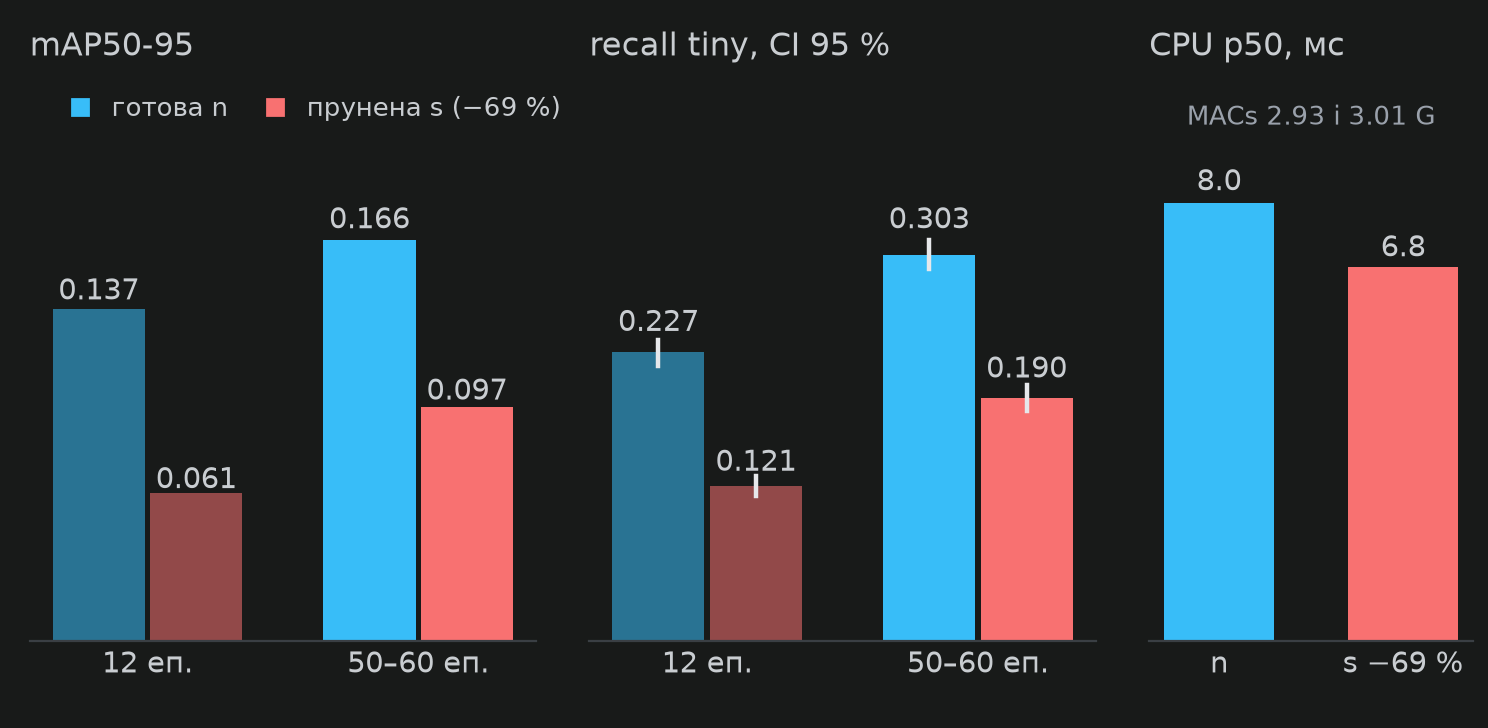 mAP50-95
готова n
прунена s (−69 %)
0.137
0.061
0.166
0.097
12 еп.
50–60 еп.
recall tiny, CI 95 %
0.227
0.121
0.303
0.190
12 еп.
50–60 еп.
CPU p50, мс
MACs 2.93 і 3.01 G
8.0
6.8
n
s −69 %